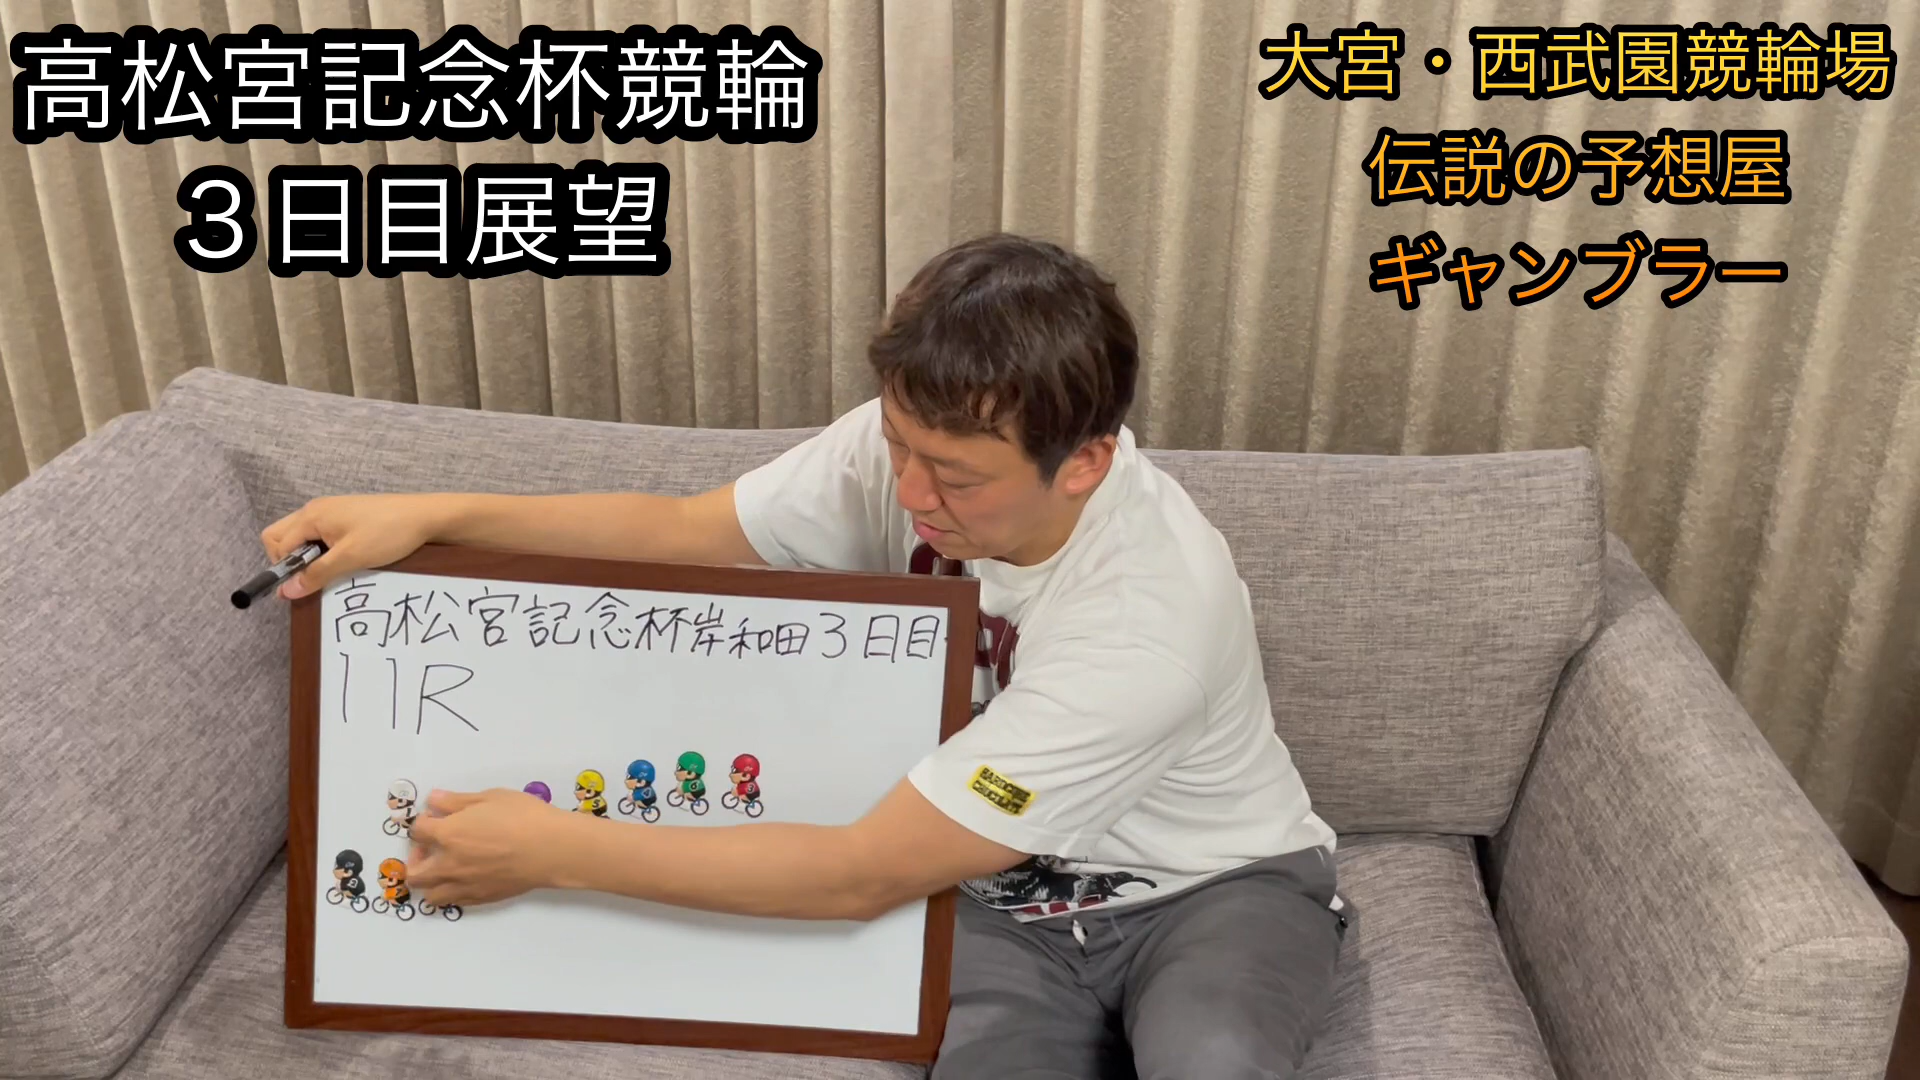 高松宮記念杯競輪
３日目展望
大宮・西武園競輪場
伝説の予想屋
ギャンブラー
高松宮記念杯岸和田3日目
11R